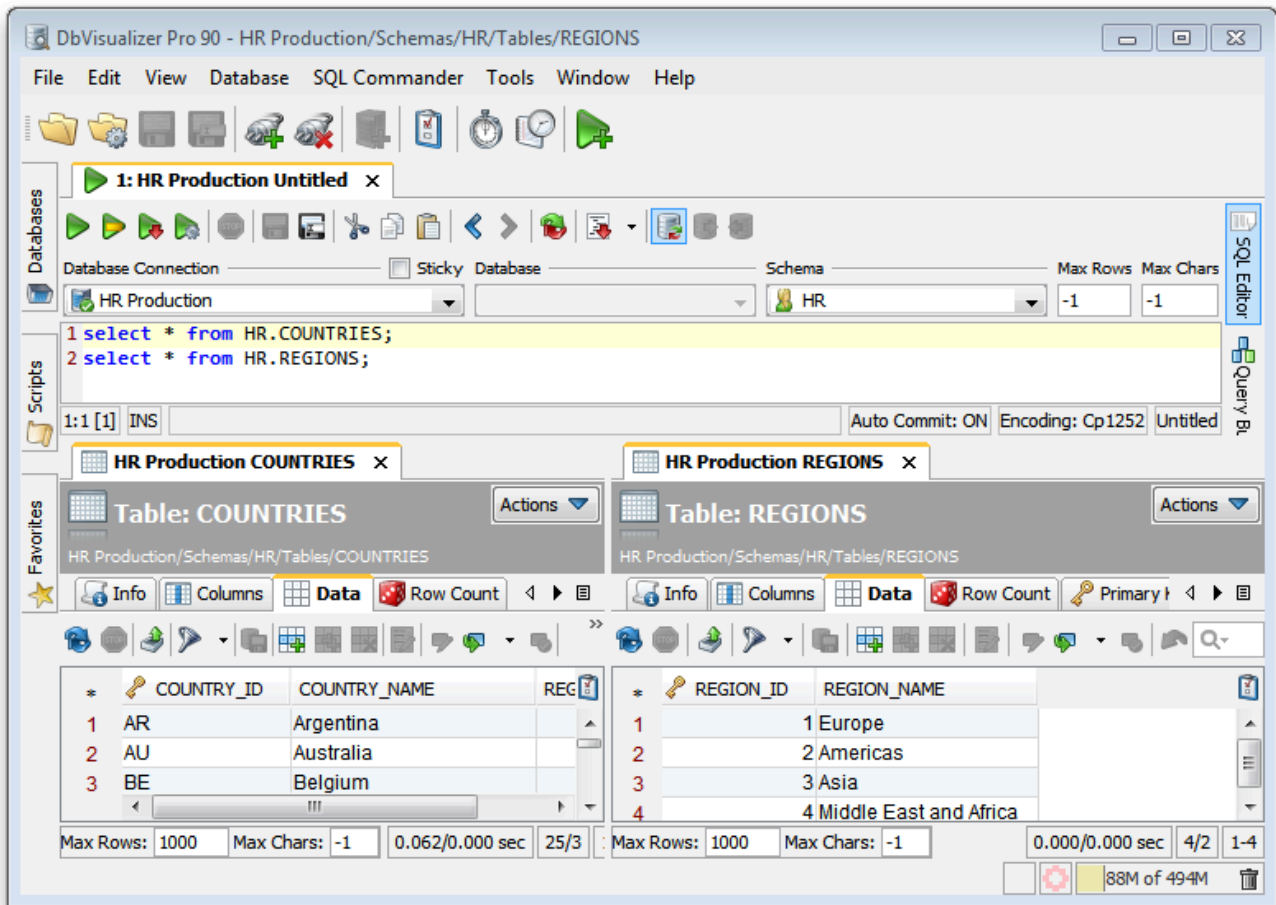 DbVisualizer Pro 90 - HR Production/Schemas/HR/Tables/REGIONS
File Edit View Database SQL Commander Tools Window Help
1: HR Production Untitled
Databases
Scripts
Favorites
SQL Editor
Query Bu
Database Connection Sticky Database Schema Max Rows Max Chars
HR Production HR -1 -1
1 select * from HR.COUNTRIES;
2 select * from HR.REGIONS;
1:1 [1] INS Auto Commit: ON Encoding: Cp1252 Untitled
HR Production COUNTRIES
Table: COUNTRIES Actions
HR Production/Schemas/HR/Tables/COUNTRIES
Info Columns Data Row Count
* COUNTRY_ID COUNTRY_NAME REG
1 AR Argentina
2 AU Australia
3 BE Belgium
Max Rows: 1000 Max Chars: -1 0.062/0.000 sec 25/3
HR Production REGIONS
Table: REGIONS Actions
HR Production/Schemas/HR/Tables/REGIONS
Info Columns Data Row Count Primary
* REGION_ID REGION_NAME
1 1 Europe
2 2 Americas
3 3 Asia
4 4 Middle East and Africa
Max Rows: 1000 Max Chars: -1 0.000/0.000 sec 4/2 1-4
88M of 494M